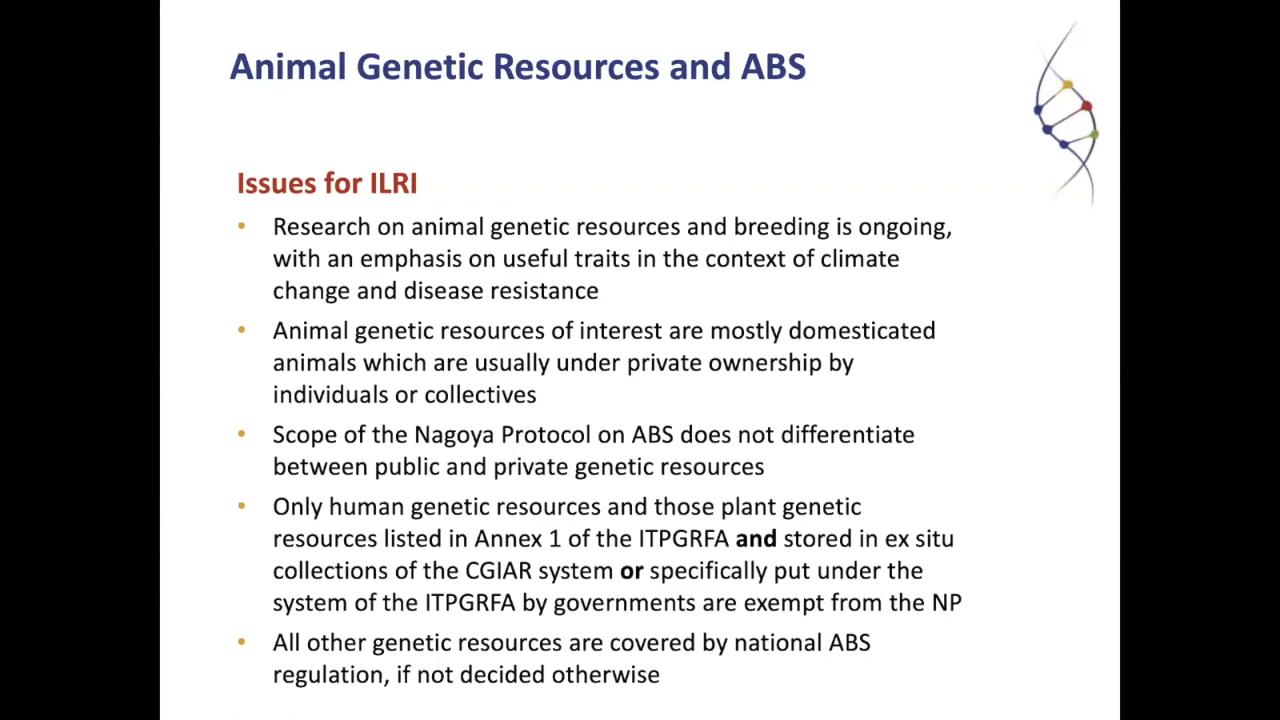 Animal Genetic Resources and ABS
Issues for ILRI
• Research on animal genetic resources and breeding is ongoing,
with an emphasis on useful traits in the context of climate
change and disease resistance
• Animal genetic resources of interest are mostly domesticated
animals which are usually under private ownership by
individuals or collectives
• Scope of the Nagoya Protocol on ABS does not differentiate
between public and private genetic resources
• Only human genetic resources and those plant genetic
resources listed in Annex 1 of the ITPGRFA and stored in ex situ
collections of the CGIAR system or specifically put under the
system of the ITPGRFA by governments are exempt from the NP
• All other genetic resources are covered by national ABS
regulation, if not decided otherwise